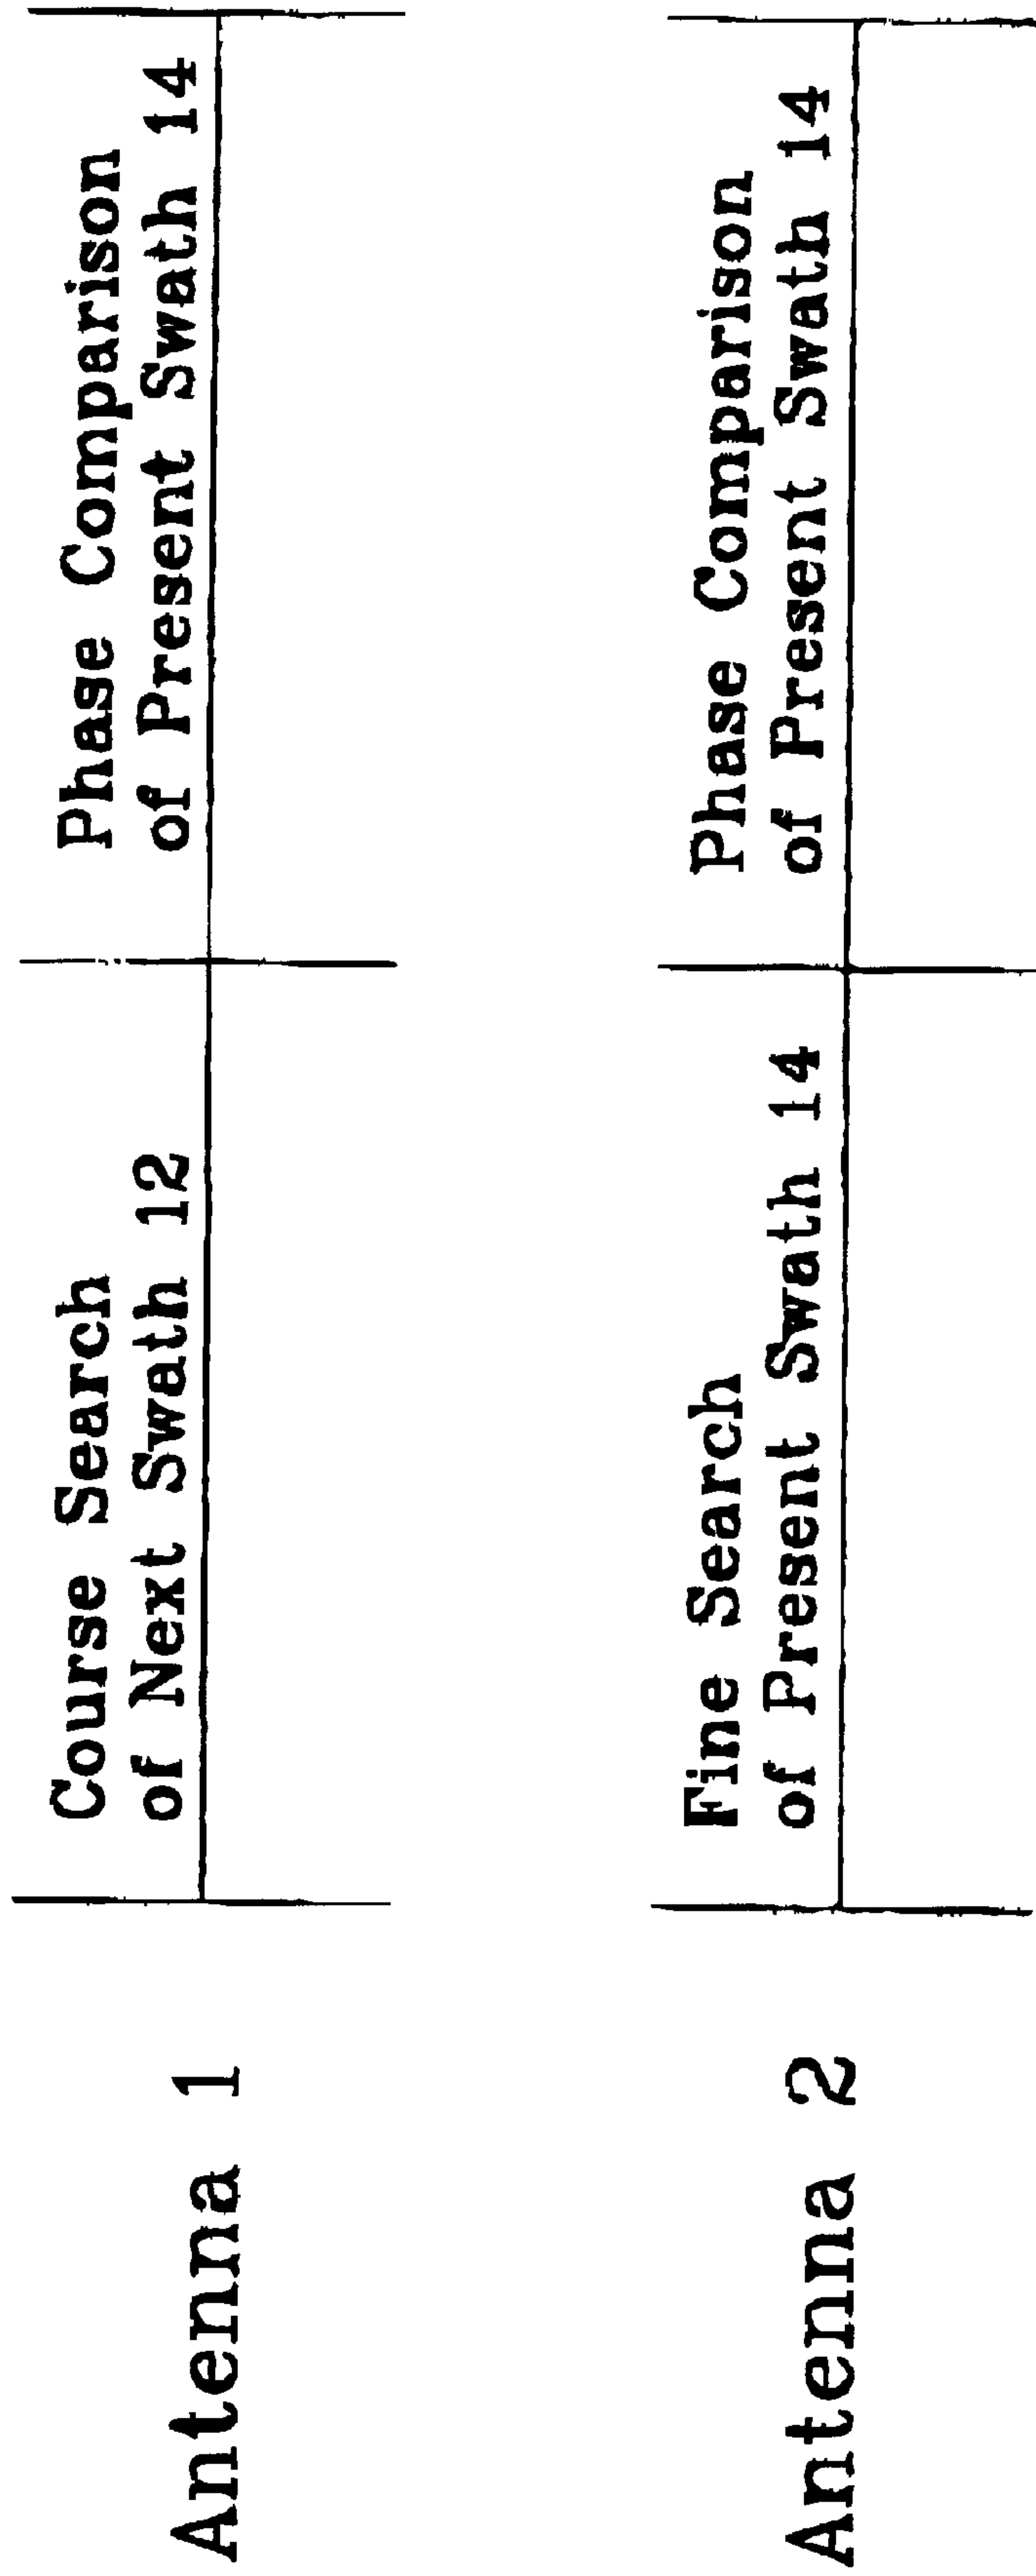 Antenna 1
Course Search
of Next Swath 12
Phase Comparison
of Present Swath 14
Antenna 2
Fine Search
of Present Swath 14
Phase Comparison
of Present Swath 14